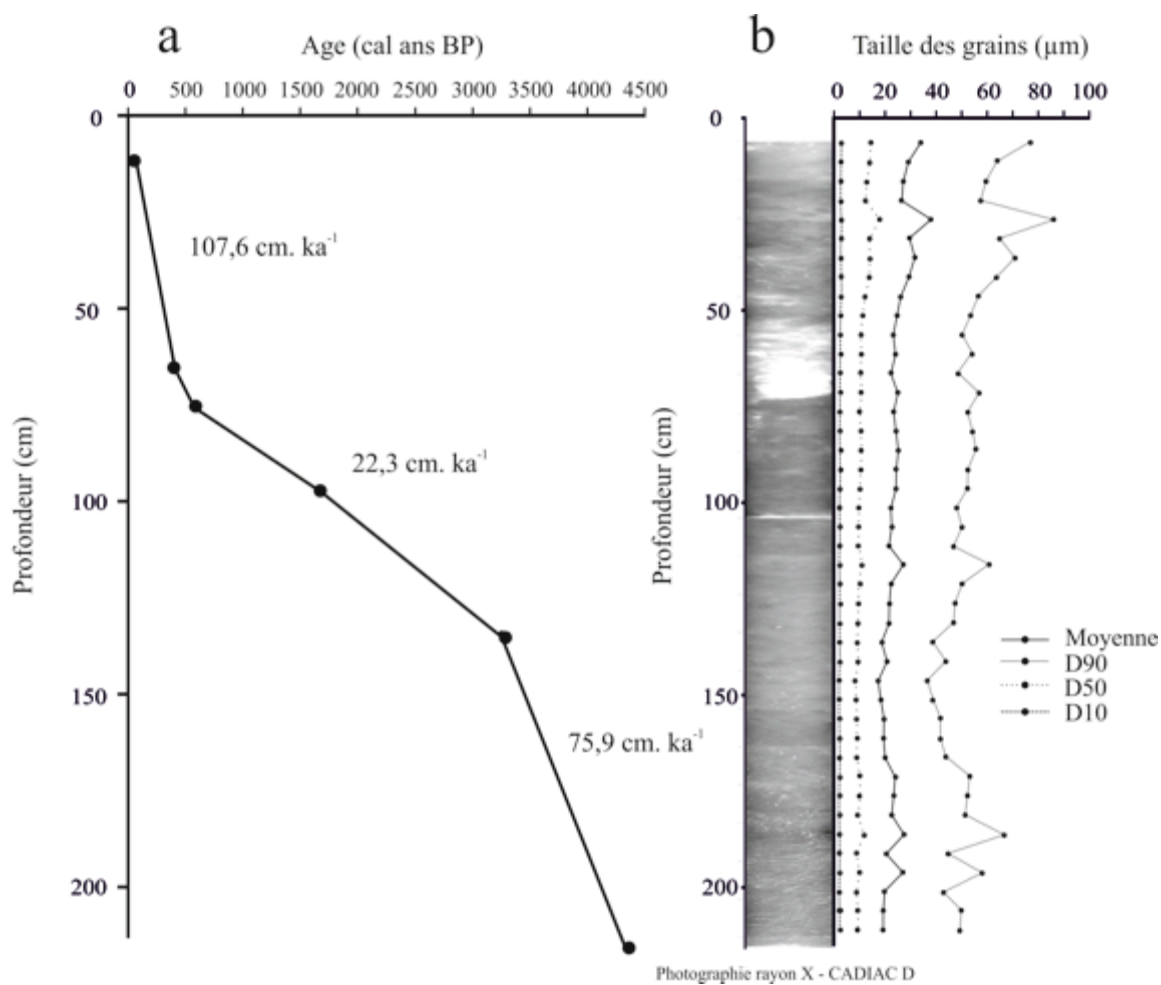 a
Age (cal ans BP)
0 500 1000 1500 2000 2500 3000 3500 4000 4500
0
50
100
150
200
Profondeur (cm)
107,6 cm. ka⁻¹
22,3 cm. ka⁻¹
75,9 cm. ka⁻¹
b
Taille des grains (µm)
0 20 40 60 80 100
0
50
100
150
200
Profondeur (cm)
Moyenne
D90
D50
D10
Photographie rayon X - CADIAC D